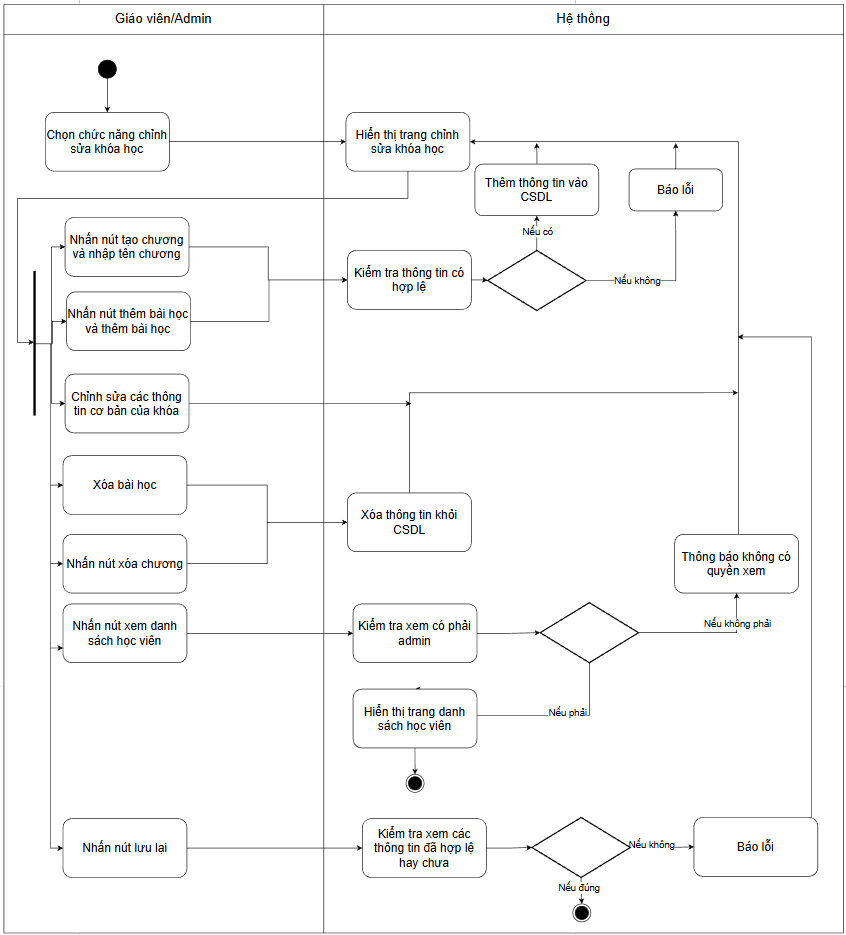 Giáo viên/Admin
Hệ thống
Chọn chức năng chỉnh
sửa khóa học
Hiển thị trang chỉnh
sửa khóa học
Thêm thông tin vào
CSDL
Báo lỗi
Nếu có
Nhấn nút tạo chương
và nhập tên chương
Kiểm tra thông tin có
hợp lệ
Nếu không
Nhấn nút thêm bài học
và thêm bài học
Chỉnh sửa các thông
tin cơ bản của khóa
Xóa bài học
Xóa thông tin khỏi
CSDL
Nhấn nút xóa chương
Thông báo không có
quyền xem
Nhấn nút xem danh
sách học viên
Kiểm tra xem có phải
admin
Nếu không phải
Hiển thị trang danh
sách học viên
Nếu phải
Nhấn nút lưu lại
Kiểm tra xem các
thông tin đã hợp lệ
hay chưa
Nếu không
Báo lỗi
Nếu đúng